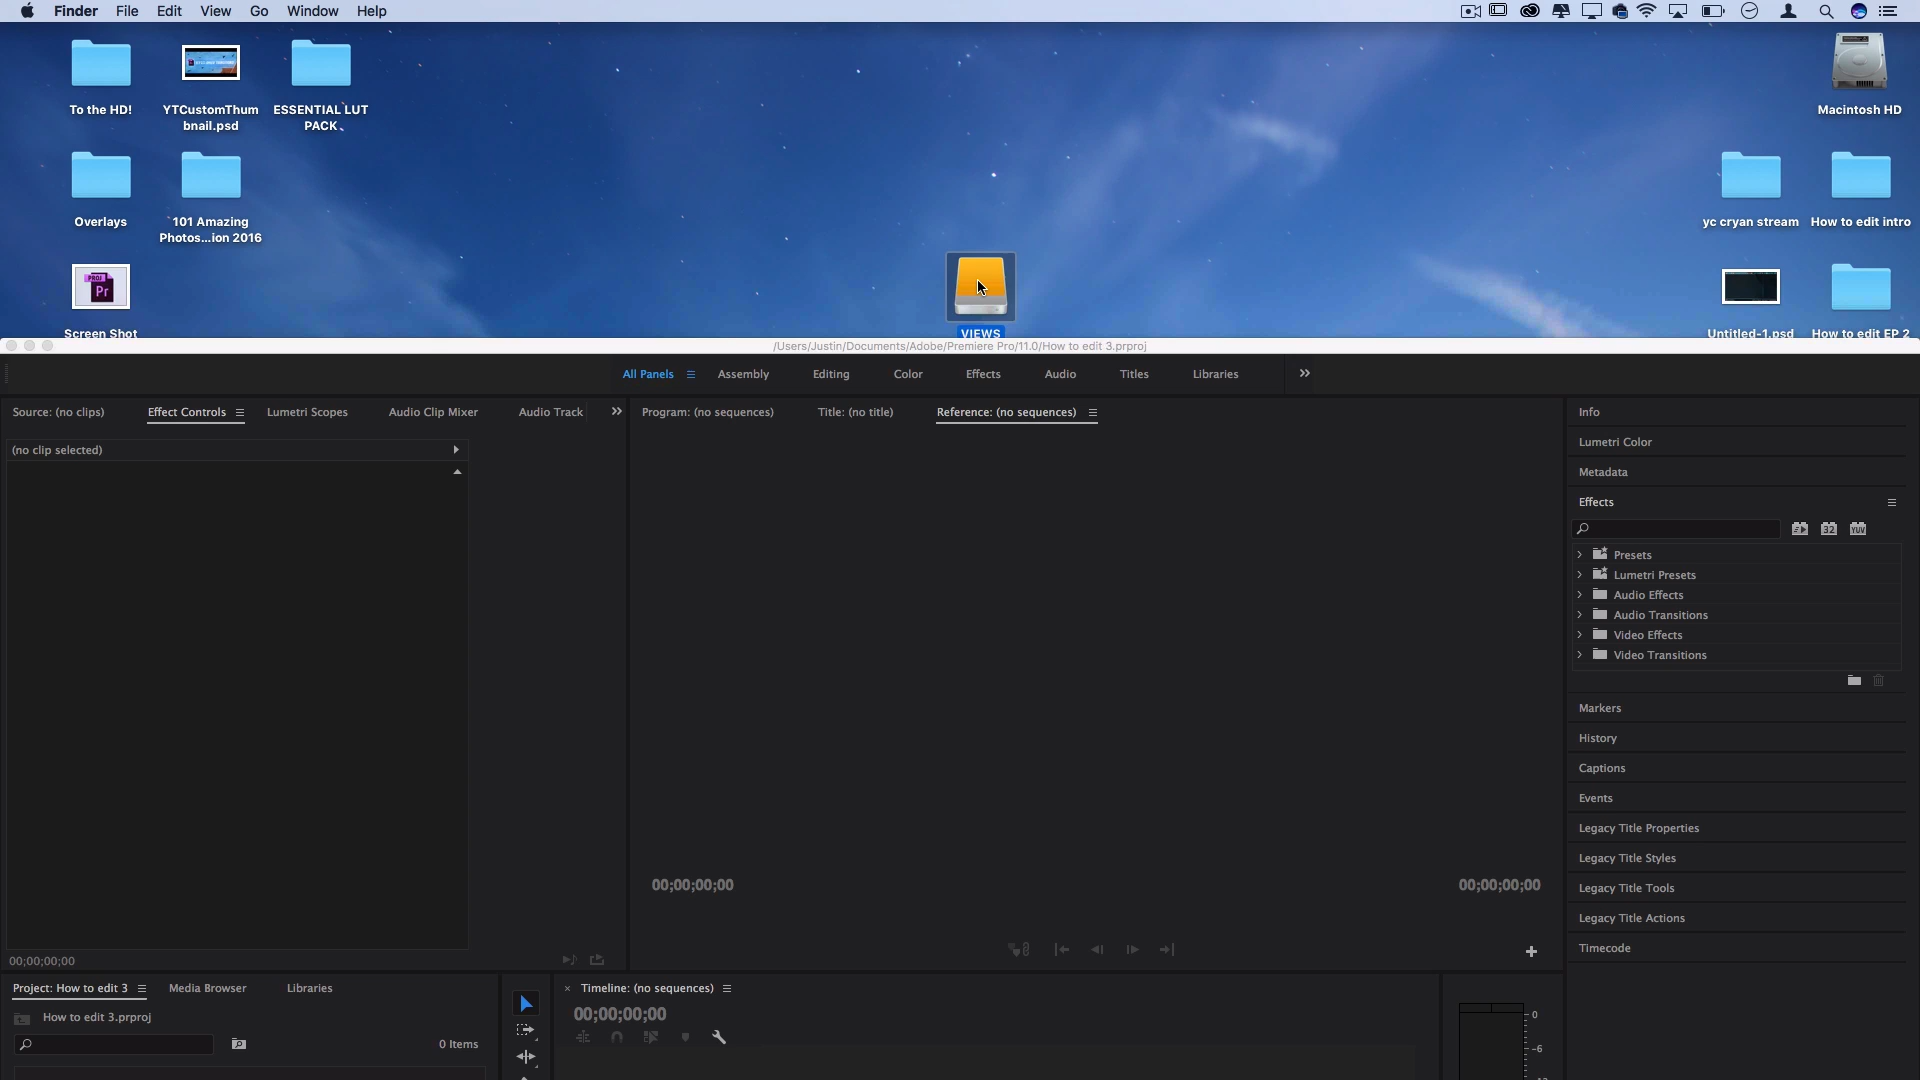 Finder File Edit View Go Window Help
To the HD!
YTCustomThum
bnail.psd
ESSENTIAL LUT
PACK
Macintosh HD
Overlays
101 Amazing
Photos...ion 2016
yc cryan stream
How to edit intro
PROJ
Pr
Screen Shot
VIEWS
Untitled-1.psd
How to edit EP 2
/Users/Justin/Documents/Adobe/Premiere Pro/11.0/How to edit 3.prproj
All Panels Assembly Editing Color Effects Audio Titles Libraries
Source: (no clips) Effect Controls Lumetri Scopes Audio Clip Mixer Audio Track
Program: (no sequences) Title: (no title) Reference: (no sequences)
(no clip selected)
00;00;00;00
00;00;00;00
00;00;00;00
Info
Lumetri Color
Metadata
Effects
32 YUV
Presets
Lumetri Presets
Audio Effects
Audio Transitions
Video Effects
Video Transitions
Markers
History
Captions
Events
Legacy Title Properties
Legacy Title Styles
Legacy Title Tools
Legacy Title Actions
Timecode
Project: How to edit 3 Media Browser Libraries
How to edit 3.prproj
0 Items
× Timeline: (no sequences)
00;00;00;00
0
-6